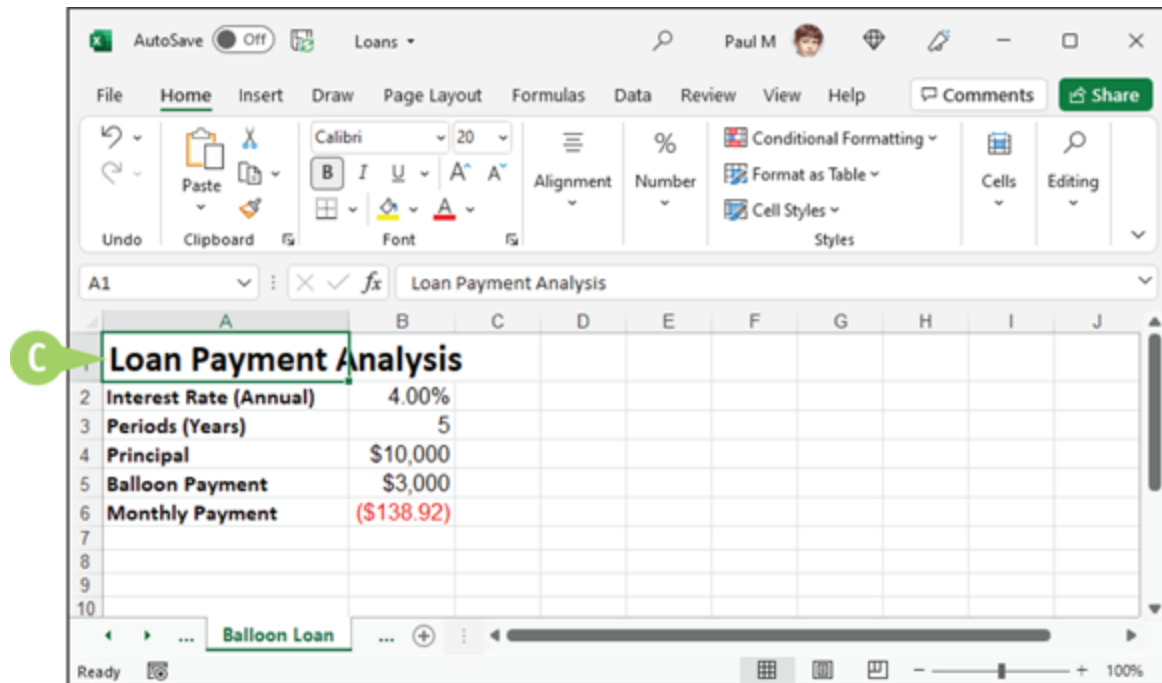 AutoSave Off Loans Paul M
File Home Insert Draw Page Layout Formulas Data Review View Help Comments Share
Calibri 20
Paste B I U A A Alignment % Number Conditional Formatting
Format as Table
Cell Styles
Cells Editing
A
Undo Clipboard Font Styles
A1 fx Loan Payment Analysis
A B C D E F G H I J
C 1 Loan Payment Analysis
2 Interest Rate (Annual) 4.00%
3 Periods (Years) 5
4 Principal $10,000
5 Balloon Payment $3,000
6 Monthly Payment ($138.92)
7
8
9
10
... Balloon Loan ...
Ready 100%